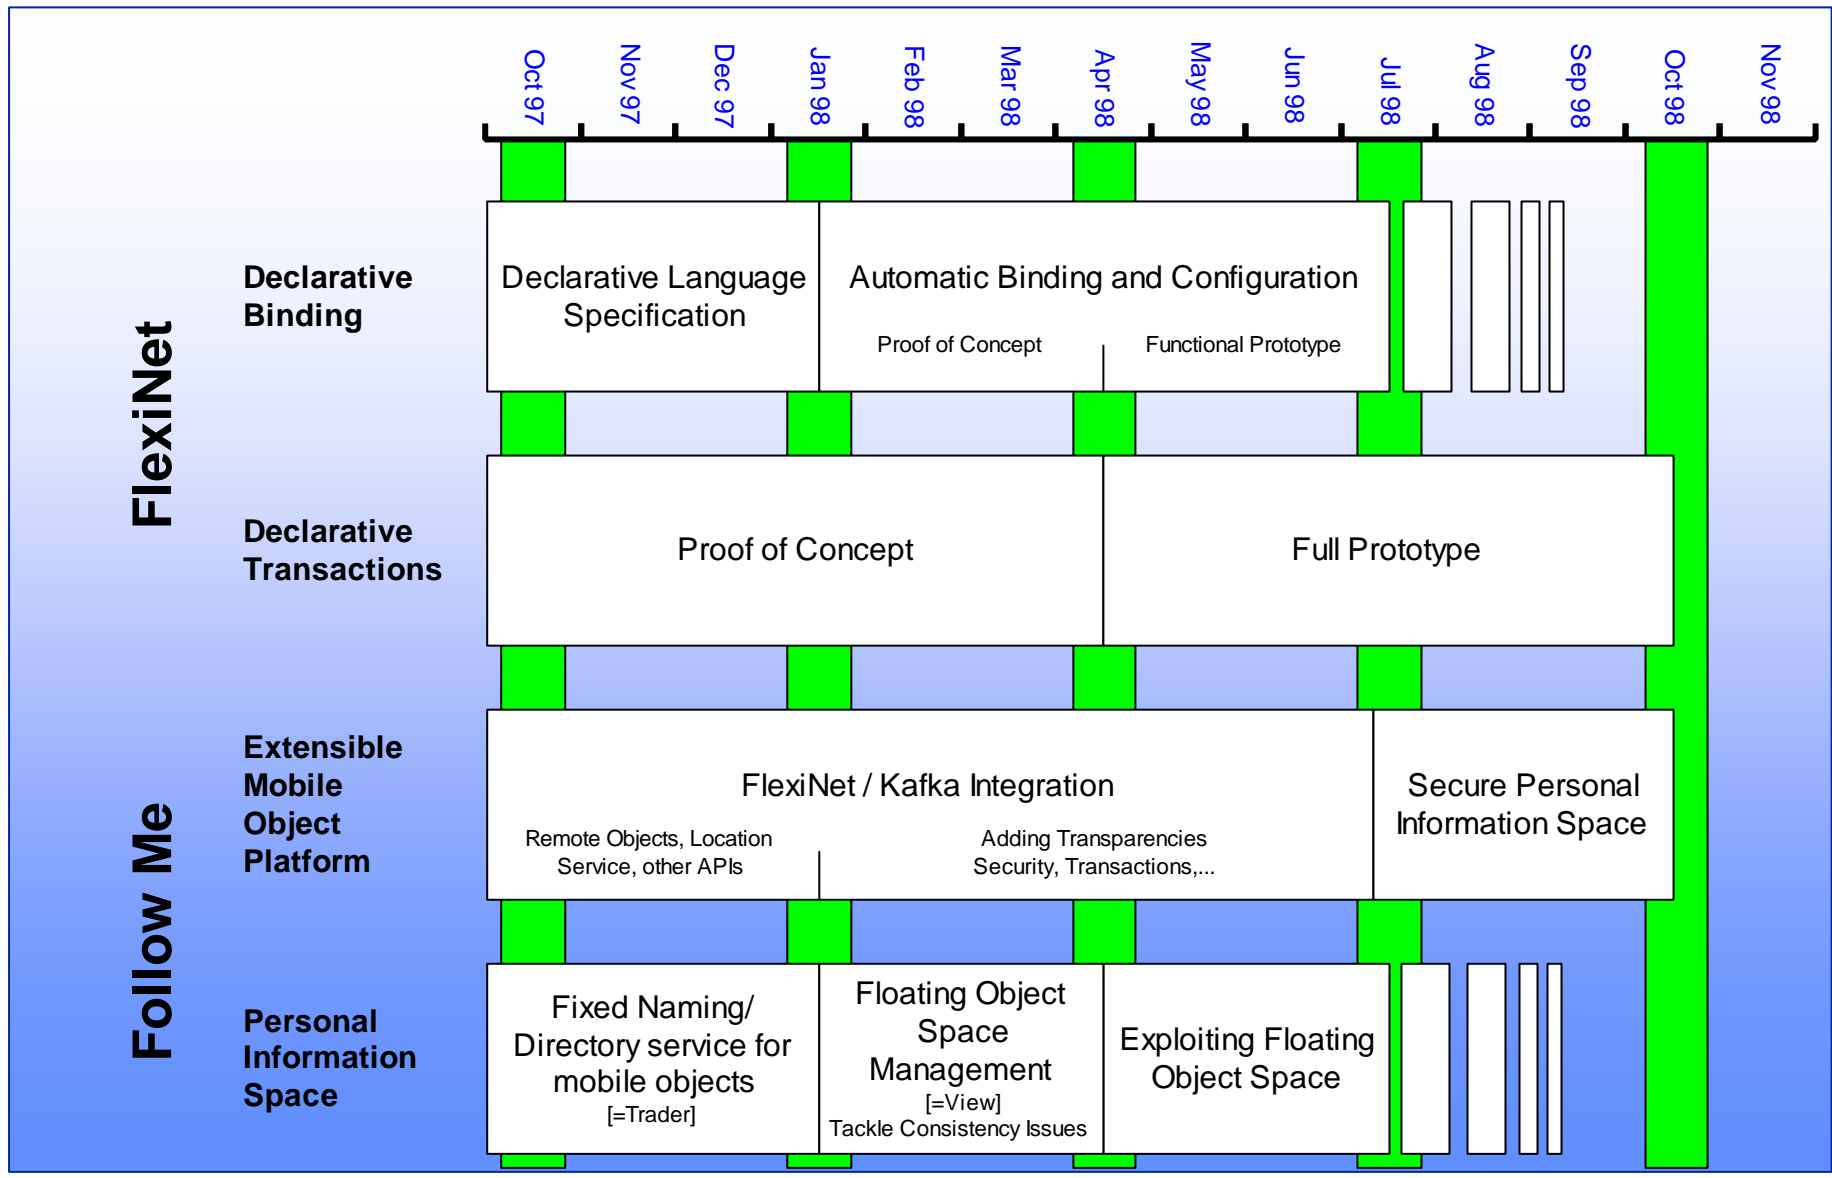 Oct 97
Nov 97
Dec 97
Jan 98
Feb 98
Mar 98
Apr 98
May 98
Jun 98
Jul 98
Aug 98
Sep 98
Oct 98
Nov 98
FlexiNet
Declarative
Binding
Declarative Language
Specification
Automatic Binding and Configuration
Proof of Concept
Functional Prototype
Declarative
Transactions
Proof of Concept
Full Prototype
Follow Me
Extensible
Mobile
Object
Platform
FlexiNet / Kafka Integration
Remote Objects, Location
Service, other APIs
Adding Transparencies
Security, Transactions,...
Secure Personal
Information Space
Personal
Information
Space
Fixed Naming/
Directory service for
mobile objects
[=Trader]
Floating Object
Space
Management
[=View]
Tackle Consistency Issues
Exploiting Floating
Object Space